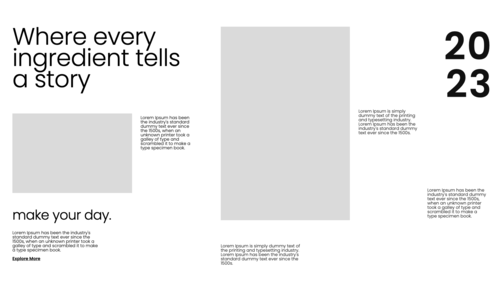 Where every
ingredient tells
a story
Lorem Ipsum has been
the industry's standard
dummy text ever since
the 1500s, when an
unknown printer took a
galley of type and
scrambled it to make a
type specimen book.
make your day.
Lorem Ipsum has been the industry's
standard dummy text ever since the
1500s, when an unknown printer took a
galley of type and scrambled it to make
a type specimen book.
Explore More
Lorem Ipsum is simply dummy text of
the printing and typesetting industry.
Lorem Ipsum has been the industry's
standard dummy text ever since the
1500s.
Lorem Ipsum is simply
dummy text of the printing
and typesetting industry.
Lorem Ipsum has been the
industry's standard dummy
text ever since the 1500s.
20
23
Lorem Ipsum has been the
industry's standard dummy
text ever since the 1500s,
when an unknown printer
took a galley of type and
scrambled it to make a
type specimen book.